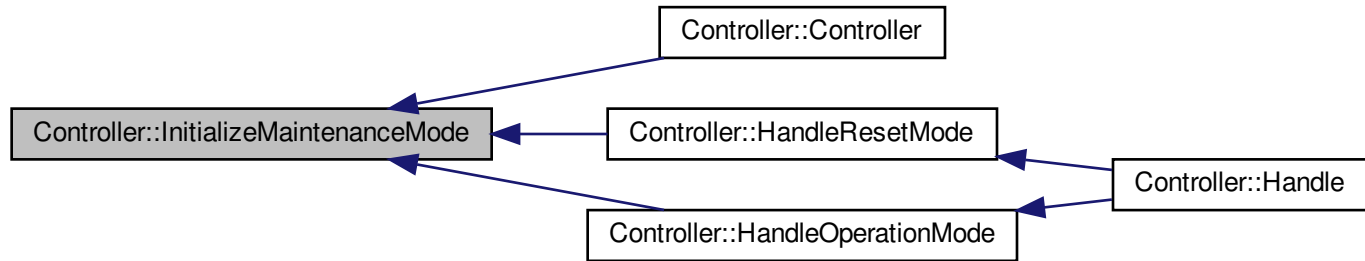 Controller::Controller
Controller::InitializeMaintenanceMode
Controller::HandleResetMode
Controller::Handle
Controller::HandleOperationMode